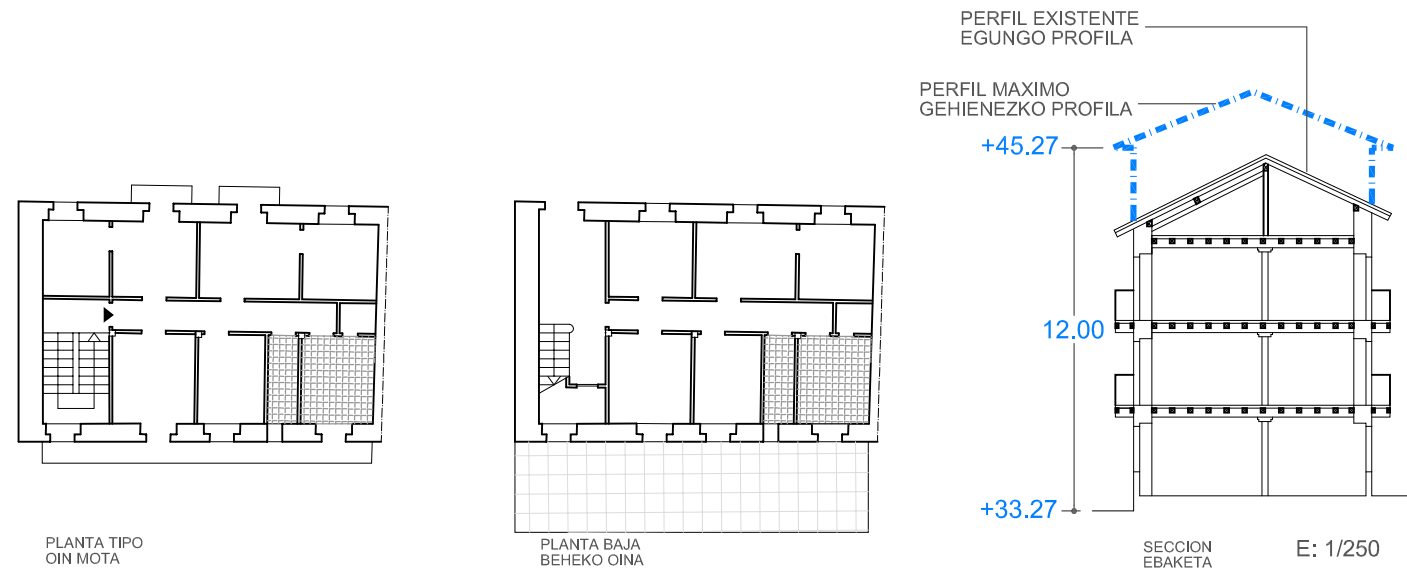 PERFIL EXISTENTE
EGUNGO PROFILA
PERFIL MAXIMO
GEHIENEZKO PROFILA
+45.27
12.00
+33.27
PLANTA TIPO
OIN MOTA
PLANTA BAJA
BEHEKO OINA
SECCION
EBAKETA
E: 1/250